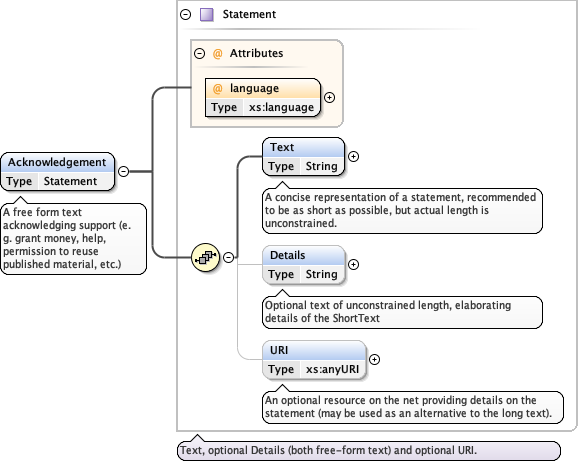 Statement
@ Attributes
@ language
Type xs:language
Acknowledgement
Type Statement
A free form text
acknowledging support (e.
g. grant money, help,
permission to reuse
published material, etc.)
Text
Type String
A concise representation of a statement, recommended
to be as short as possible, but actual length is
unconstrained.
Details
Type String
Optional text of unconstrained length, elaborating
details of the ShortText
URI
Type xs:anyURI
An optional resource on the net providing details on the
statement (may be used as an alternative to the long text).
Text, optional Details (both free-form text) and optional URI.